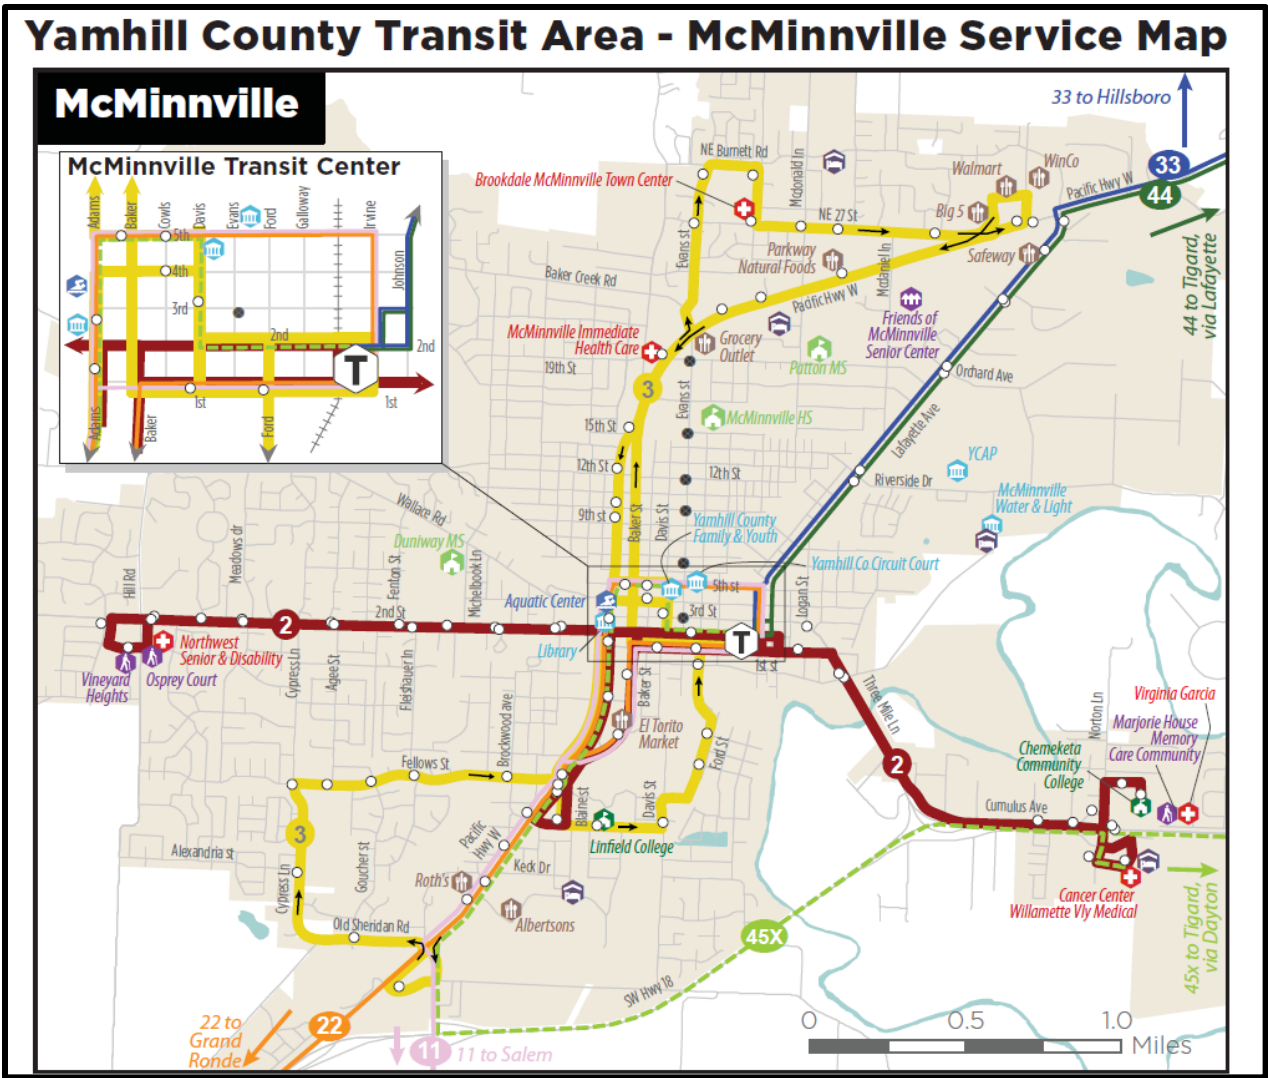 Yamhill County Transit Area - McMinnville Service Map
McMinnville
McMinnville Transit Center
Adams
Baker
Cowls
Davis
Evans
Ford
Galloway
Irvine
Johnson
5th
4th
3rd
2nd
2nd
1st
1st
Adams
Baker
Ford
T
33 to Hillsboro
33
44
44 to Tigard,
via Lafayette
Pacific Hwy W
NE Burnett Rd
Brookdale McMinnville Town Center
Mcdonald ln
Walmart
WinCo
Big 5
NE 27 St
Safeway
Evans st
Parkway
Natural Foods
Mcdaniel ln
Baker Creek Rd
Pacific Hwy W
Friends of
McMinnville
Senior Center
McMinnville Immediate
Health Care
Grocery
Outlet
Patton MS
19th St
Orchard Ave
3
Evans st
McMinnville HS
15th St
Lafayette Ave
12th St
12th St
YCAP
Riverside Dr
McMinnville
Water & Light
Wallace Rd
9th st
Baker St
Davis St
Yamhill County
Family & Youth
Duniway MS
Meadows dr
Yamhill Co Circuit Court
Hill Rd
Fenton St
Michelbook Ln
5th st
Logan St
Aquatic Center
2nd St
3rd St
2
T
Library
1st st
Northwest
Senior & Disability
Vineyard
Heights
Osprey Court
Cypress Ln
Agee St
Fleishauer ln
Baker St
Three Mile Ln
Brockwood ave
El Torito
Market
Ford St
Norton Ln
Virginia Garcia
Marjorie House
Memory
Care Community
Chemeketa
Community
College
2
Fellows St
Blaine st
Davis St
Cumulus Ave
3
Pacific
Hwy W
Linfield College
Alexandria st
Goucher st
Cypress Ln
Keck Dr
Roth's
Albertsons
Cancer Center
Willamette Vly Medical
Old Sheridan Rd
45X
45x to Tigard,
via Dayton
SW Hwy 18
22 to
Grand
Ronde
22
11
11 to Salem
0
0.5
1.0
Miles